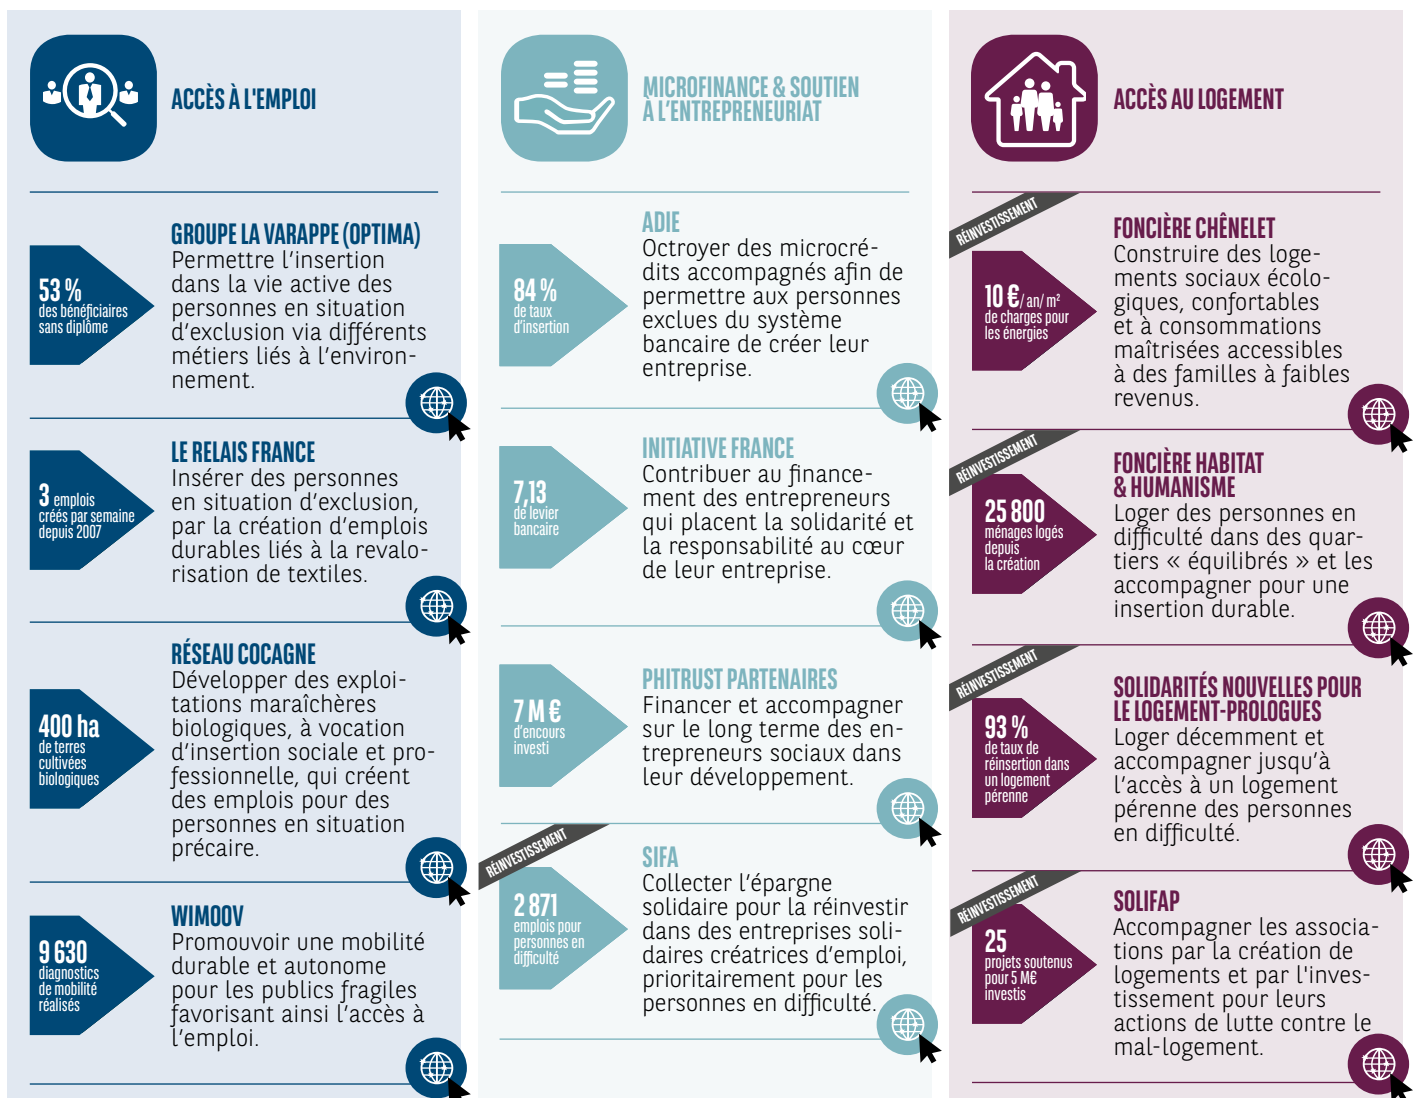 ACCÈS À L'EMPLOI
GROUPE LA VARAPPE (OPTIMA)
53 %
des bénéficiaires
sans diplôme
Permettre l’insertion
dans la vie active des
personnes en situation
d’exclusion via différents
métiers liés à l’environ-
nement.
LE RELAIS FRANCE
3 emplois
créés par semaine
depuis 2007
Insérer des personnes
en situation d’exclusion,
par la création d’emplois
durables liés à la revalo-
risation de textiles.
RÉSEAU COCAGNE
400 ha
de terres
cultivées
biologiques
Développer des exploi-
tations maraîchères
biologiques, à vocation
d’insertion sociale et pro-
fessionnelle, qui créent
des emplois pour des
personnes en situation
précaire.
WIMOOV
9 630
diagnostics
de mobilité
réalisés
Promouvoir une mobilité
durable et autonome
pour les publics fragiles
favorisant ainsi l’accès à
l’emploi.
MICROFINANCE & SOUTIEN
À L’ENTREPRENEURIAT
ADIE
84 %
de taux
d’insertion
Octroyer des microcré-
dits accompagnés afin de
permettre aux personnes
exclues du système
bancaire de créer leur
entreprise.
INITIATIVE FRANCE
7,13
de levier
bancaire
Contribuer au finance-
ment des entrepreneurs
qui placent la solidarité et
la responsabilité au cœur
de leur entreprise.
PHITRUST PARTENAIRES
7 M €
d’encours
investi
Financer et accompagner
sur le long terme des en-
trepreneurs sociaux dans
leur développement.
RÉINVESTISSEMENT
SIFA
2 871
emplois pour
personnes en
difficulté
Collecter l’épargne
solidaire pour la réinvestir
dans des entreprises soli-
daires créatrices d’emploi,
prioritairement pour les
personnes en difficulté.
ACCÈS AU LOGEMENT
RÉINVESTISSEMENT
FONCIÈRE CHÊNELET
10 €/ an/ m²
de charges pour
les énergies
Construire des loge-
ments sociaux écolo-
giques, confortables
et à consommations
maîtrisées accessibles
à des familles à faibles
revenus.
RÉINVESTISSEMENT
FONCIÈRE HABITAT
& HUMANISME
25 800
ménages logés
depuis
la création
Loger des personnes en
difficulté dans des quar-
tiers « équilibrés » et les
accompagner pour une
insertion durable.
RÉINVESTISSEMENT
SOLIDARITÉS NOUVELLES POUR
LE LOGEMENT-PROLOGUES
93 %
de taux de
réinsertion dans
un logement
pérenne
Loger décemment et
accompagner jusqu’à
l’accès à un logement
pérenne des personnes
en difficulté.
RÉINVESTISSEMENT
SOLIFAP
25
projets soutenus
pour 5 M€
investis
Accompagner les associa-
tions par la création de
logements et par l'inves-
tissement pour leurs
actions de lutte contre le
mal-logement.